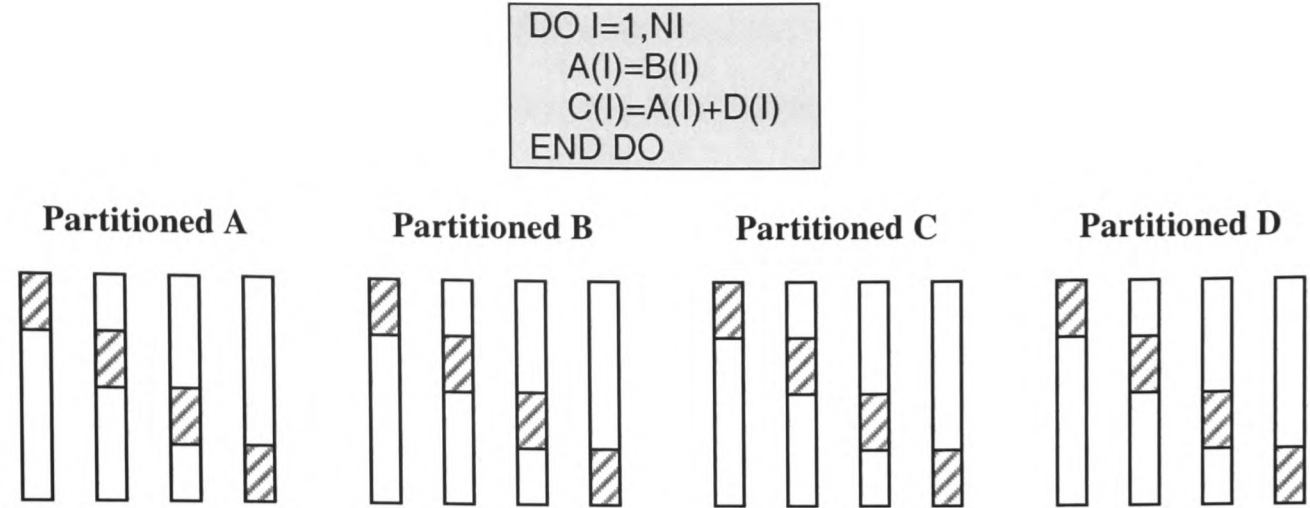 DO I=1,NI
A(I)=B(I)
C(I)=A(I)+D(I)
END DO
Partitioned A
Partitioned B
Partitioned C
Partitioned D